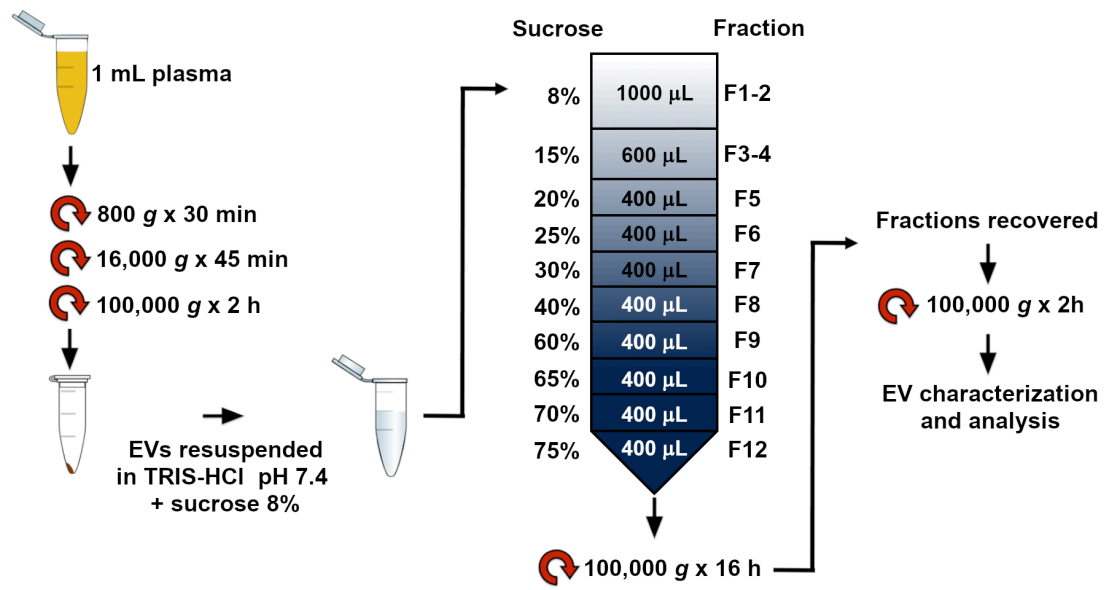 1 mL plasma
800 g x 30 min
16,000 g x 45 min
100,000 g x 2 h
EVs resuspended
in TRIS-HCl pH 7.4
+ sucrose 8%
Sucrose Fraction
8% 1000 μL F1-2
15% 600 μL F3-4
20% 400 μL F5
25% 400 μL F6
30% 400 μL F7
40% 400 μL F8
60% 400 μL F9
65% 400 μL F10
70% 400 μL F11
75% 400 μL F12
100,000 g x 16 h
Fractions recovered
100,000 g x 2h
EV characterization
and analysis